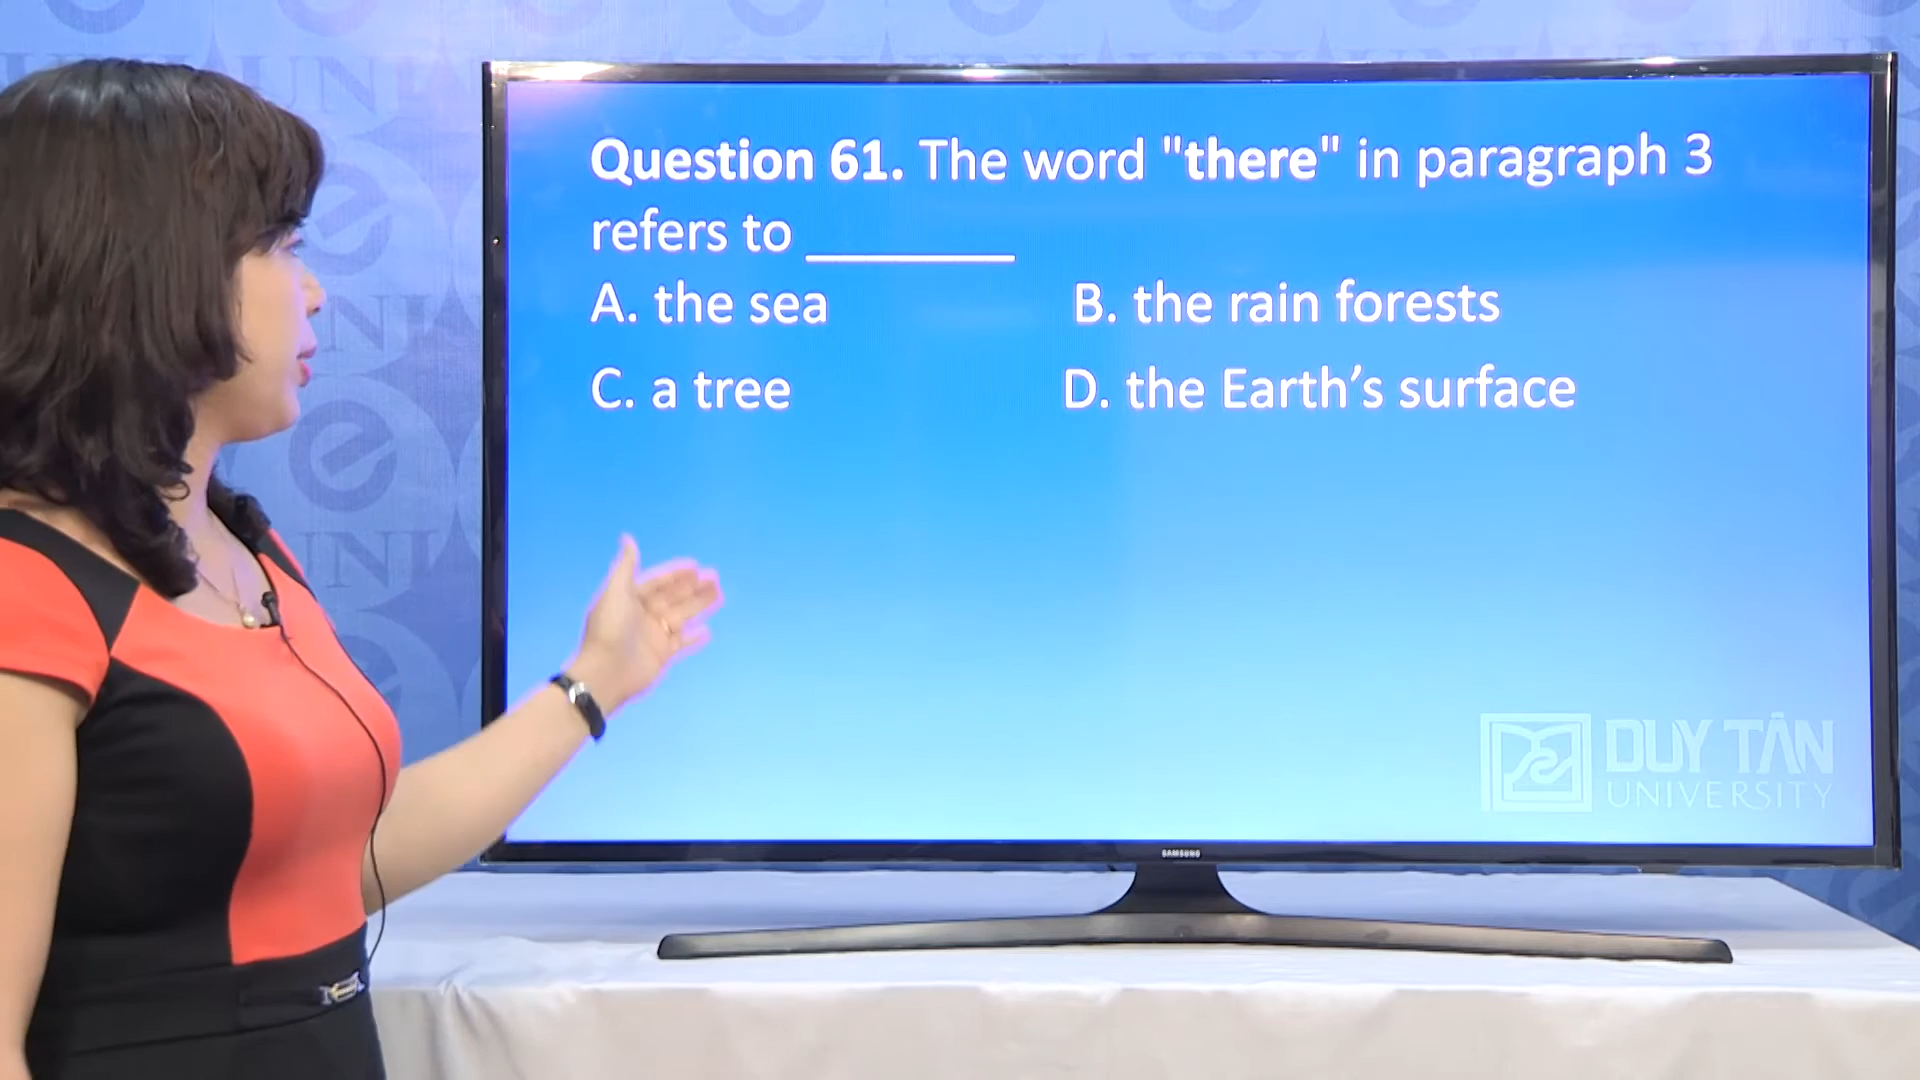 Question 61. The word "there" in paragraph 3
refers to ________
A. the sea B. the rain forests
C. a tree D. the Earth’s surface
DUY TÂN
UNIVERSITY
SAMSUNG